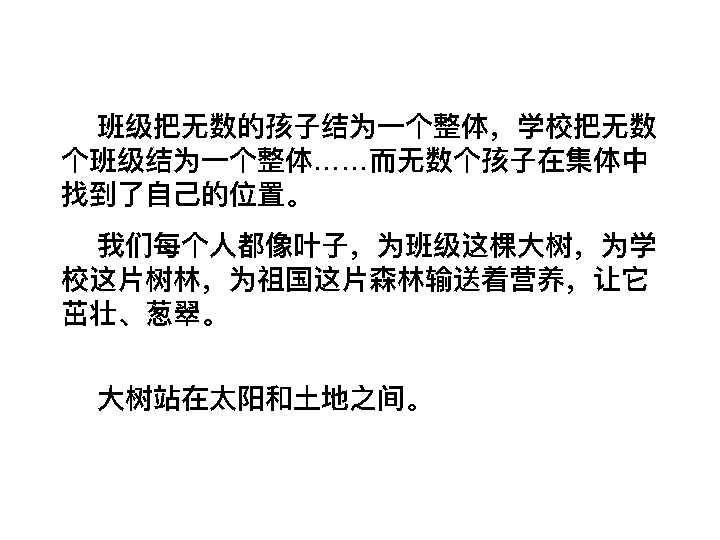 班级把无数的孩子结为一个整体，学校把无数
个班级结为一个整体……而无数个孩子在集体中
找到了自己的位置。
我们每个人都像叶子，为班级这棵大树，为学
校这片树林，为祖国这片森林输送着营养，让它
茁壮、葱翠。
大树站在太阳和土地之间。